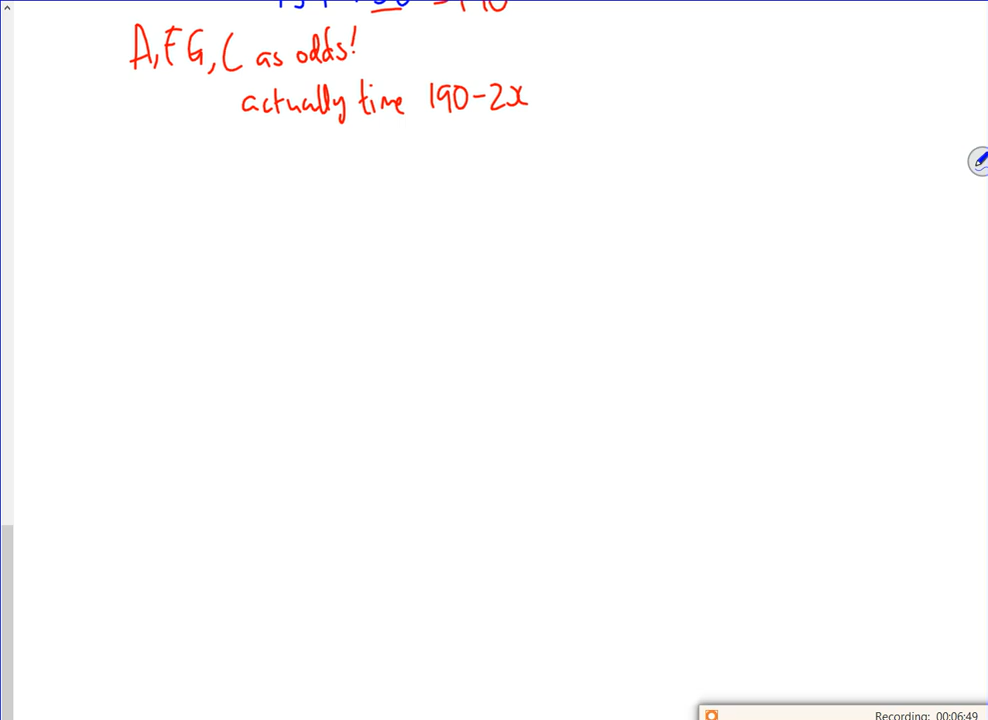 A, F G, C as odds!
actually time 190-2x
Recording: 00:06:49